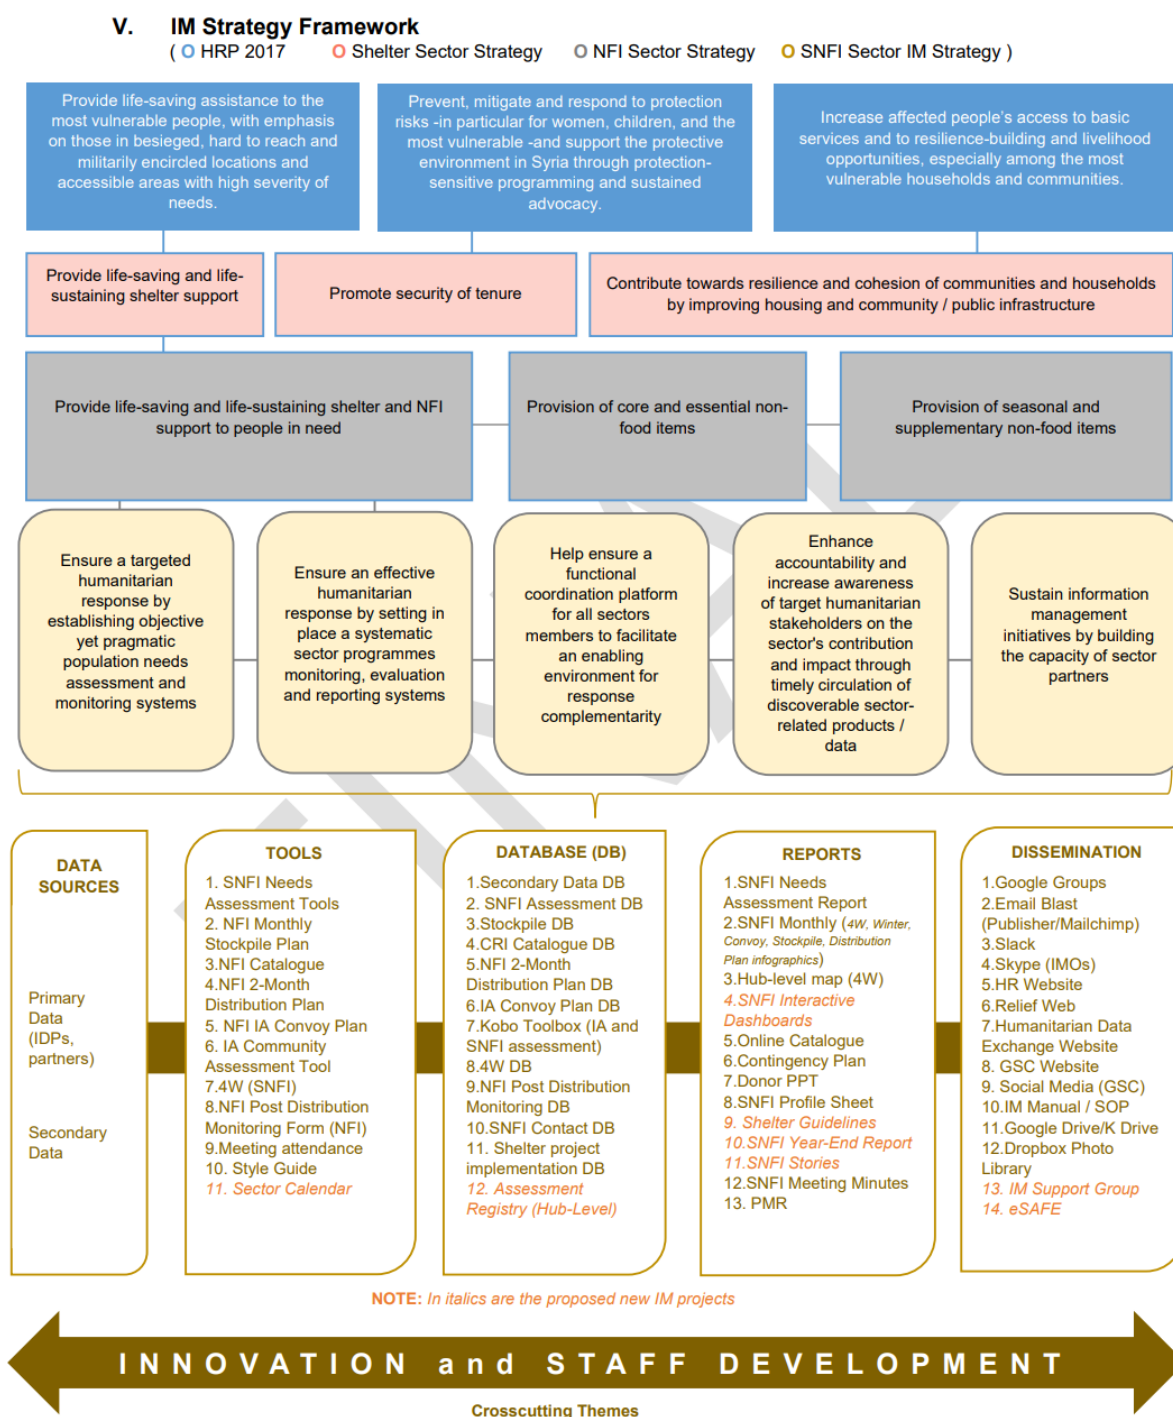 V. IM Strategy Framework
( O HRP 2017 O Shelter Sector Strategy O NFI Sector Strategy O SNFI Sector IM Strategy )
Provide life-saving assistance to the
most vulnerable people, with emphasis
on those in besieged, hard to reach and
militarily encircled locations and
accessible areas with high severity of
needs.
Prevent, mitigate and respond to protection
risks -in particular for women, children, and the
most vulnerable -and support the protective
environment in Syria through protection-
sensitive programming and sustained
advocacy.
Increase affected people's access to basic
services and to resilience-building and livelihood
opportunities, especially among the most
vulnerable households and communities.
Provide life-saving and life-
sustaining shelter support
Promote security of tenure
Contribute towards resilience and cohesion of communities and households
by improving housing and community / public infrastructure
Provide life-saving and life-sustaining shelter and NFI
support to people in need
Provision of core and essential non-
food items
Provision of seasonal and
supplementary non-food items
Ensure a targeted
humanitarian
response by
establishing objective
yet pragmatic
population needs
assessment and
monitoring systems
Ensure an effective
humanitarian
response by setting in
place a systematic
sector programmes
monitoring, evaluation
and reporting systems
Help ensure a
functional
coordination platform
for all sectors
members to facilitate
an enabling
environment for
response
complementarity
Enhance
accountability and
increase awareness
of target humanitarian
stakeholders on the
sector's contribution
and impact through
timely circulation of
discoverable sector-
related products /
data
Sustain information
management
initiatives by building
the capacity of sector
partners
DATA
SOURCES
Primary
Data
(IDPs,
partners)
Secondary
Data
TOOLS
1. SNFI Needs
Assessment Tools
2. NFI Monthly
Stockpile Plan
3.NFI Catalogue
4.NFI 2-Month
Distribution Plan
5. NFI IA Convoy Plan
6. IA Community
Assessment Tool
7.4W (SNFI)
8.NFI Post Distribution
Monitoring Form (NFI)
9.Meeting attendance
10. Style Guide
11. Sector Calendar
DATABASE (DB)
1.Secondary Data DB
2. SNFI Assessment DB
3.Stockpile DB
4.CRI Catalogue DB
5.NFI 2-Month
Distribution Plan DB
6.IA Convoy Plan DB
7.Kobo Toolbox (IA and
SNFI assessment)
8.4W DB
9.NFI Post Distribution
Monitoring DB
10.SNFI Contact DB
11. Shelter project
implementation DB
12. Assessment
Registry (Hub-Level)
REPORTS
1.SNFI Needs
Assessment Report
2.SNFI Monthly (4W, Winter,
Convoy, Stockpile, Distribution
Plan infographics)
3.Hub-level map (4W)
4.SNFI Interactive
Dashboards
5.Online Catalogue
6.Contingency Plan
7.Donor PPT
8.SNFI Profile Sheet
9. Shelter Guidelines
10.SNFI Year-End Report
11.SNFI Stories
12.SNFI Meeting Minutes
13. PMR
DISSEMINATION
1.Google Groups
2.Email Blast
(Publisher/Mailchimp)
3.Slack
4.Skype (IMOs)
5.HR Website
6.Relief Web
7.Humanitarian Data
Exchange Website
8. GSC Website
9. Social Media (GSC)
10.IM Manual / SOP
11.Google Drive/K Drive
12.Dropbox Photo
Library
13. IM Support Group
14. eSAFE
NOTE: In italics are the proposed new IM projects
INNOVATION and STAFF DEVELOPMENT
Crosscutting Themes